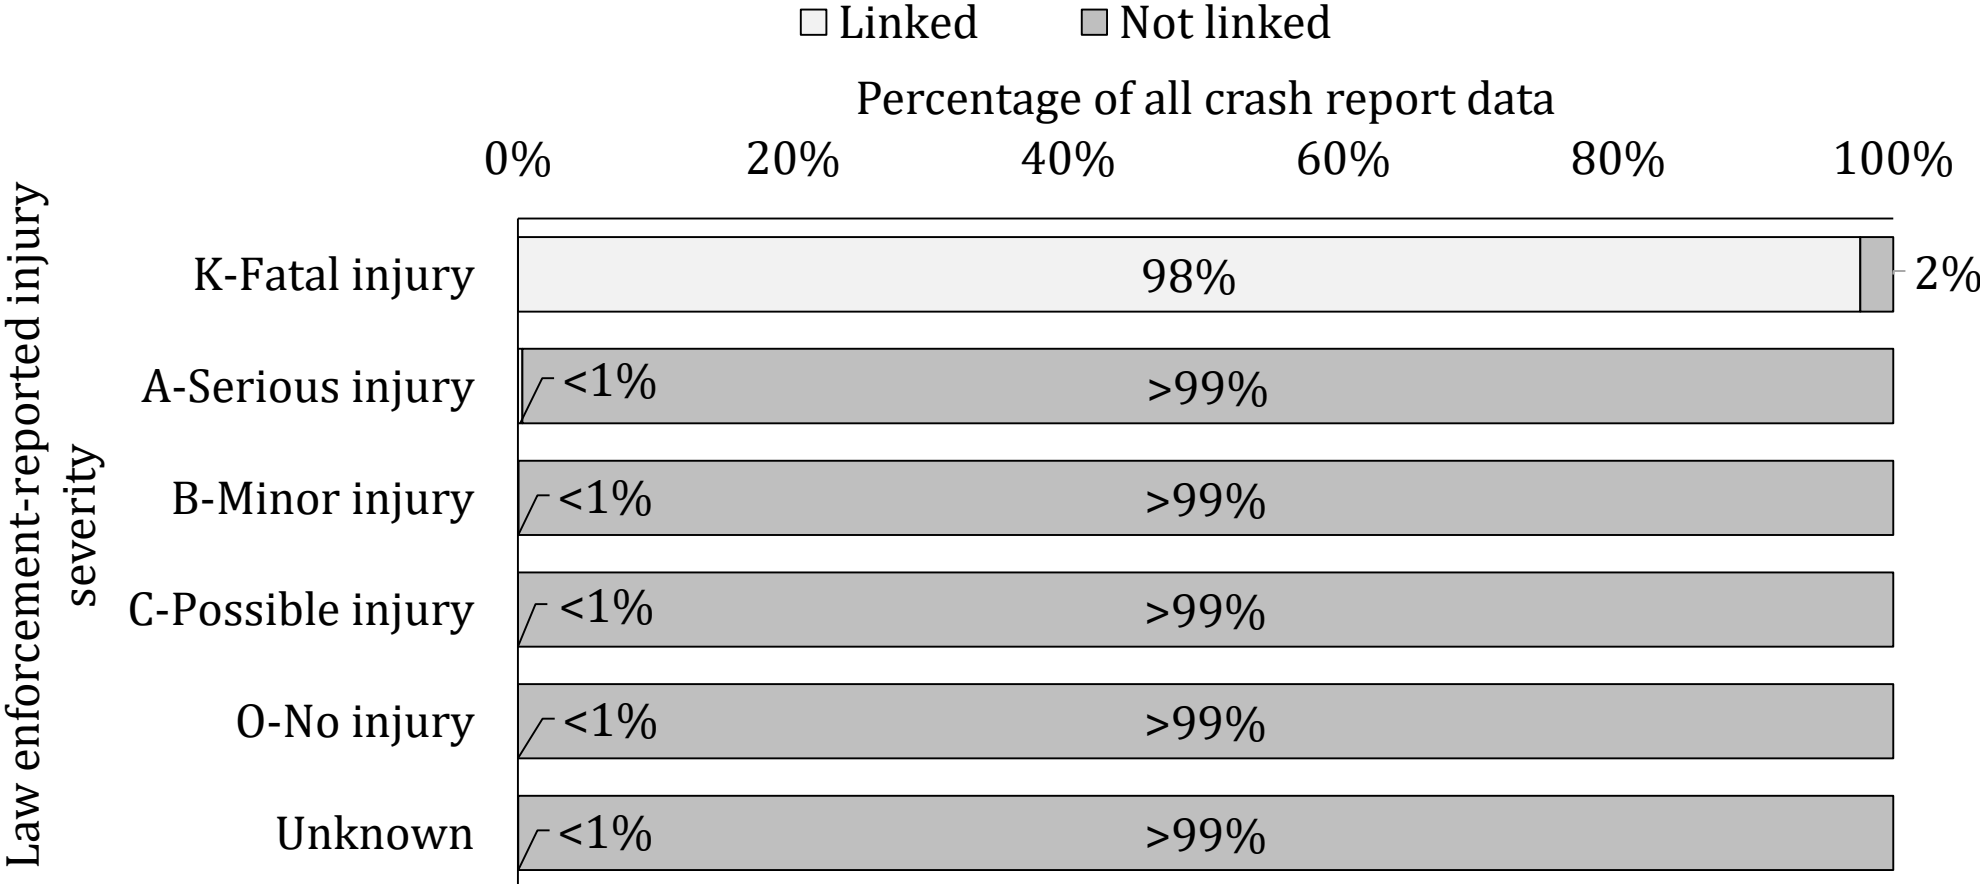 Linked Not linked
Percentage of all crash report data
0% 20% 40% 60% 80% 100%
Law enforcement-reported injury
severity
K-Fatal injury 98% 2%
A-Serious injury <1% >99%
B-Minor injury <1% >99%
C-Possible injury <1% >99%
O-No injury <1% >99%
Unknown <1% >99%